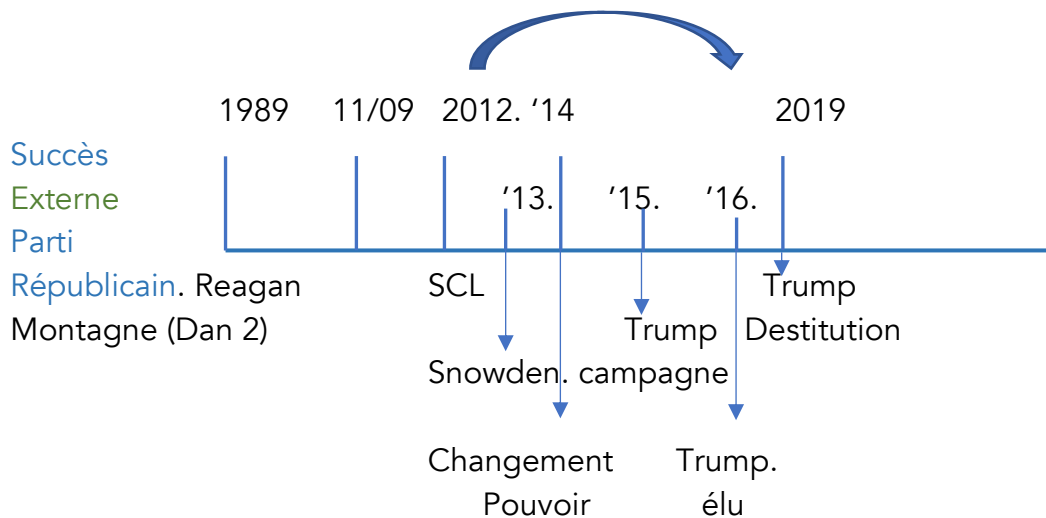 1989 11/09 2012. ’14 2019
Succès
Externe ’13. ’15. ’16.
Parti
Républicain. Reagan SCL Trump
Montagne (Dan 2) Trump Destitution
Snowden. campagne
Changement Trump.
Pouvoir élu